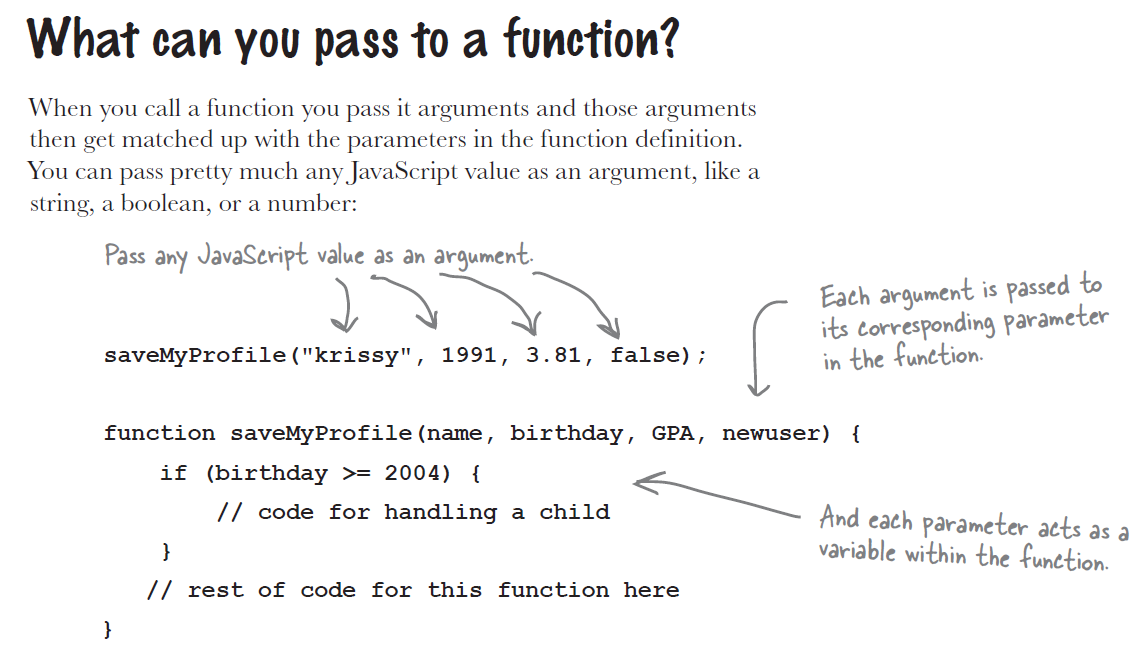 What can you pass to a function?
When you call a function you pass it arguments and those arguments
then get matched up with the parameters in the function definition.
You can pass pretty much any JavaScript value as an argument, like a
string, a boolean, or a number:
Pass any JavaScript value as an argument.
Each argument is passed to
its corresponding parameter
in the function.
saveMyProfile("krissy", 1991, 3.81, false);
function saveMyProfile(name, birthday, GPA, newuser) {
if (birthday >= 2004) {
// code for handling a child
}
And each parameter acts as a
variable within the function.
// rest of code for this function here
}